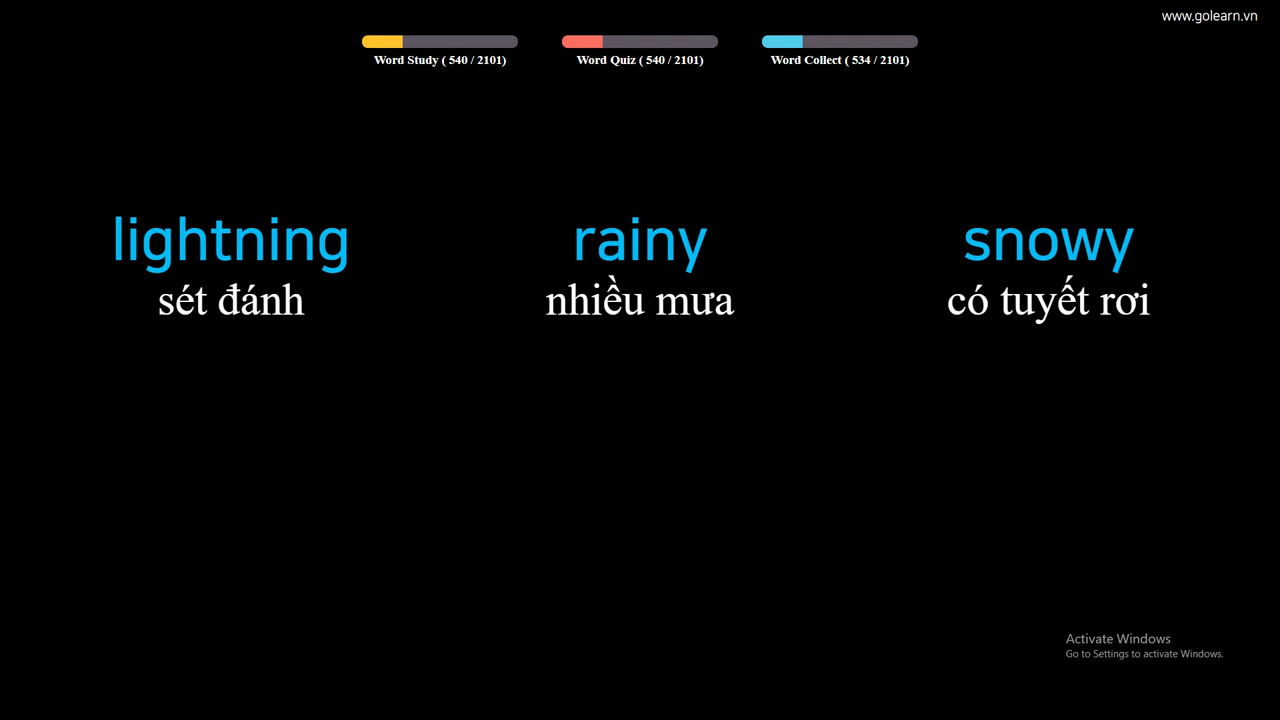 www.golearn.vn
Word Study ( 540 / 2101) Word Quiz ( 540 / 2101) Word Collect ( 534 / 2101)
lightning rainy snowy
sét đánh nhiều mưa có tuyết rơi
Activate Windows
Go to Settings to activate Windows.